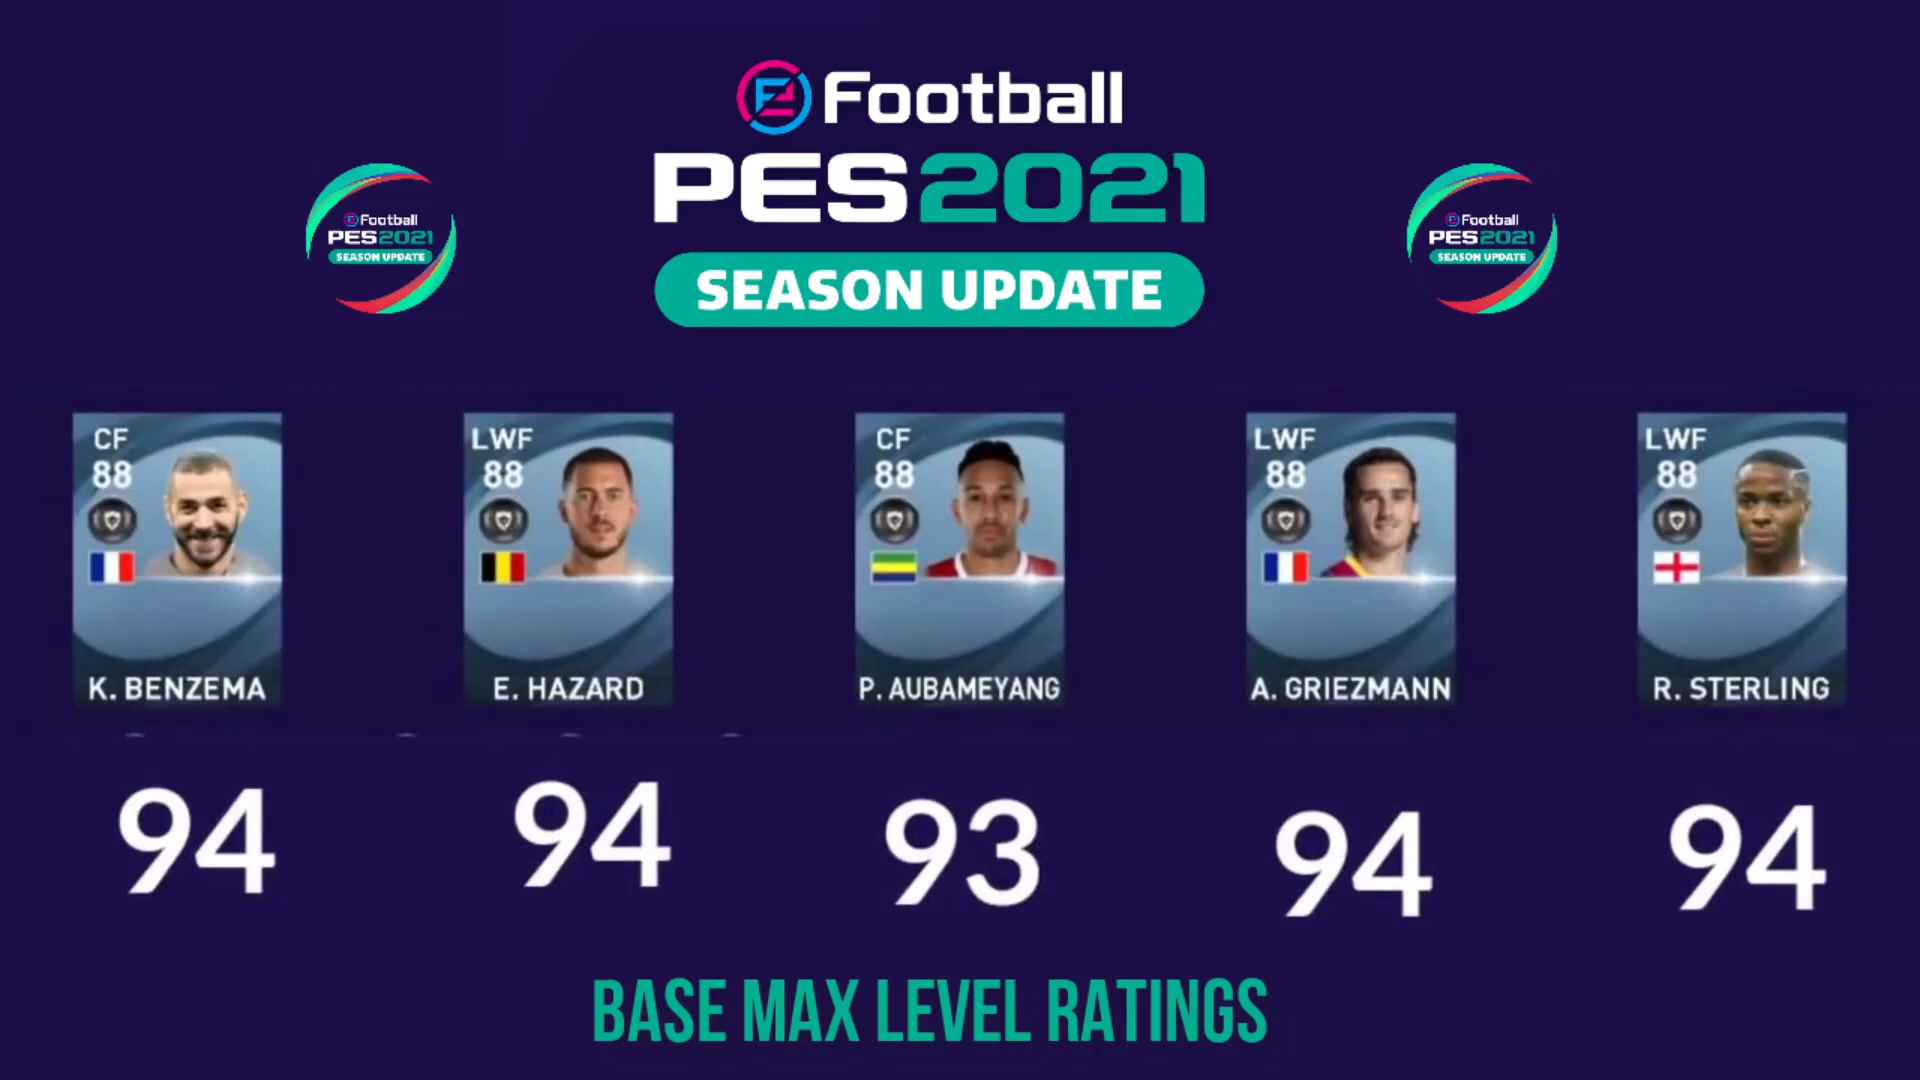 eFootball
PES2021
SEASON UPDATE
eFootball
PES2021
SEASON UPDATE
eFootball
PES2021
SEASON UPDATE
CF
88
K. BENZEMA
LWF
88
E. HAZARD
CF
88
P. AUBAMEYANG
LWF
88
A. GRIEZMANN
LWF
88
R. STERLING
94
94
93
94
94
BASE MAX LEVEL RATINGS